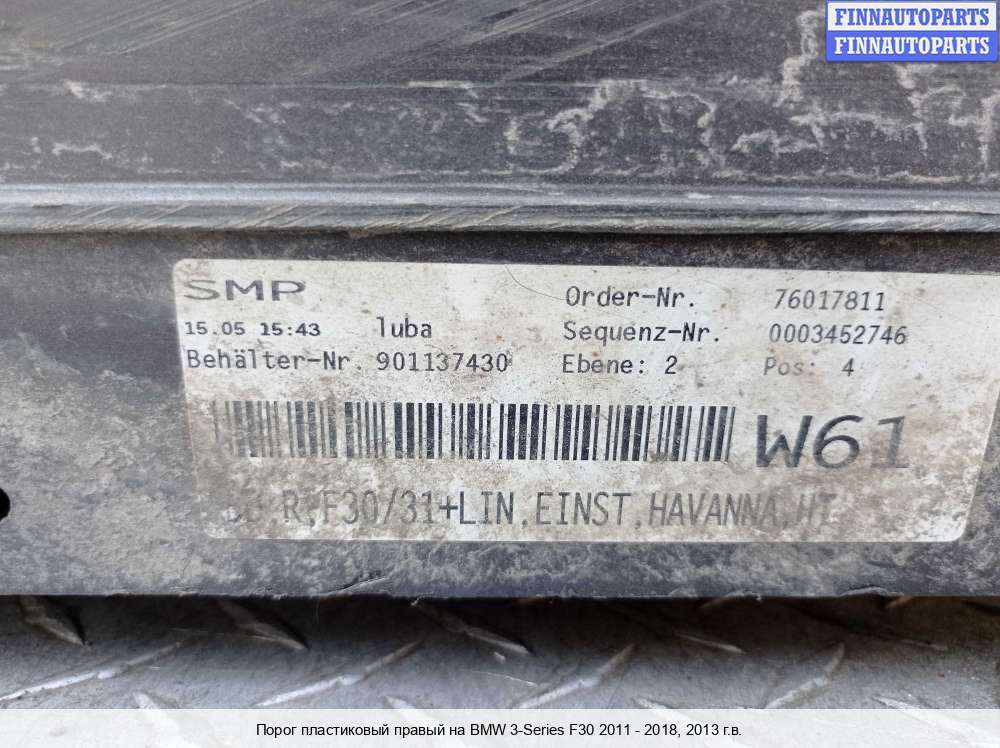 FINNAUTOPARTS
FINNAUTOPARTS
SMP Order-Nr. 76017811
15.05 15:43 luba Sequenz-Nr. 0003452746
Behälter-Nr. 901137430 Ebene: 2 Pos: 4
W61
R,F30/31+LIN.EINST,HAVANNA,HT
Порог пластиковый правый на BMW 3-Series F30 2011 - 2018, 2013 г.в.